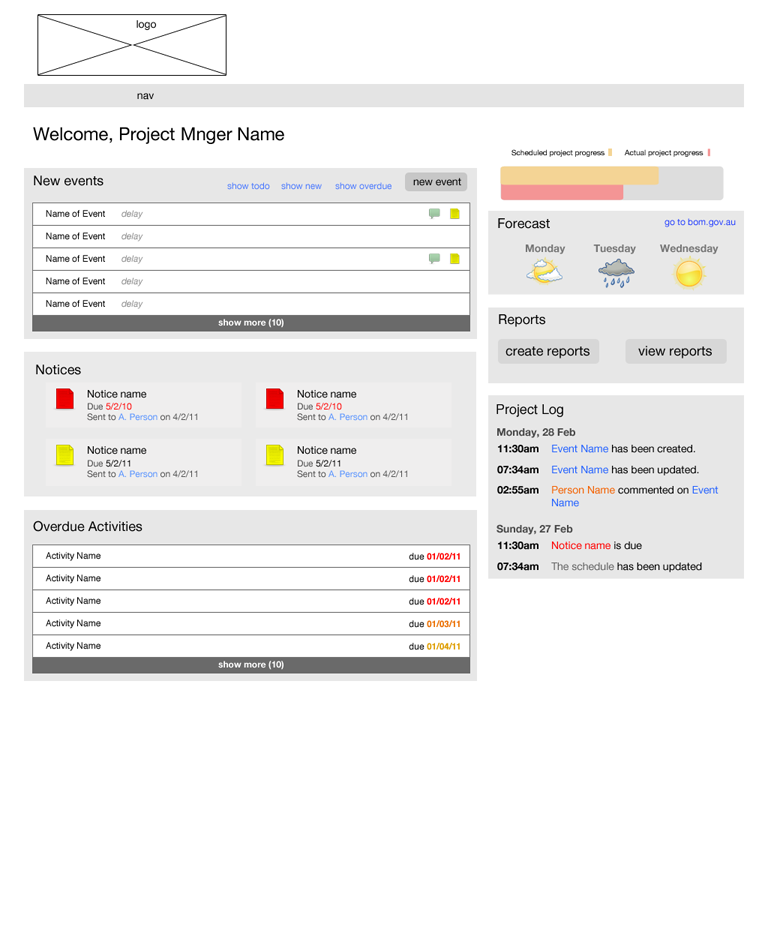 logo
nav
Welcome, Project Mnger Name
New events
show todo show new show overdue new event
Name of Event delay
Name of Event delay
Name of Event delay
Name of Event delay
Name of Event delay
show more (10)
Notices
Notice name
Due 5/2/10
Sent to A. Person on 4/2/11
Notice name
Due 5/2/10
Sent to A. Person on 4/2/11
Notice name
Due 5/2/11
Sent to A. Person on 4/2/11
Notice name
Due 5/2/11
Sent to A. Person on 4/2/11
Overdue Activities
Activity Name due 01/02/11
Activity Name due 01/02/11
Activity Name due 01/02/11
Activity Name due 01/03/11
Activity Name due 01/04/11
show more (10)
Scheduled project progress Actual project progress
Forecast go to bom.gov.au
Monday Tuesday Wednesday
Reports
create reports view reports
Project Log
Monday, 28 Feb
11:30am Event Name has been created.
07:34am Event Name has been updated.
02:55am Person Name commented on Event
Name
Sunday, 27 Feb
11:30am Notice name is due
07:34am The schedule has been updated